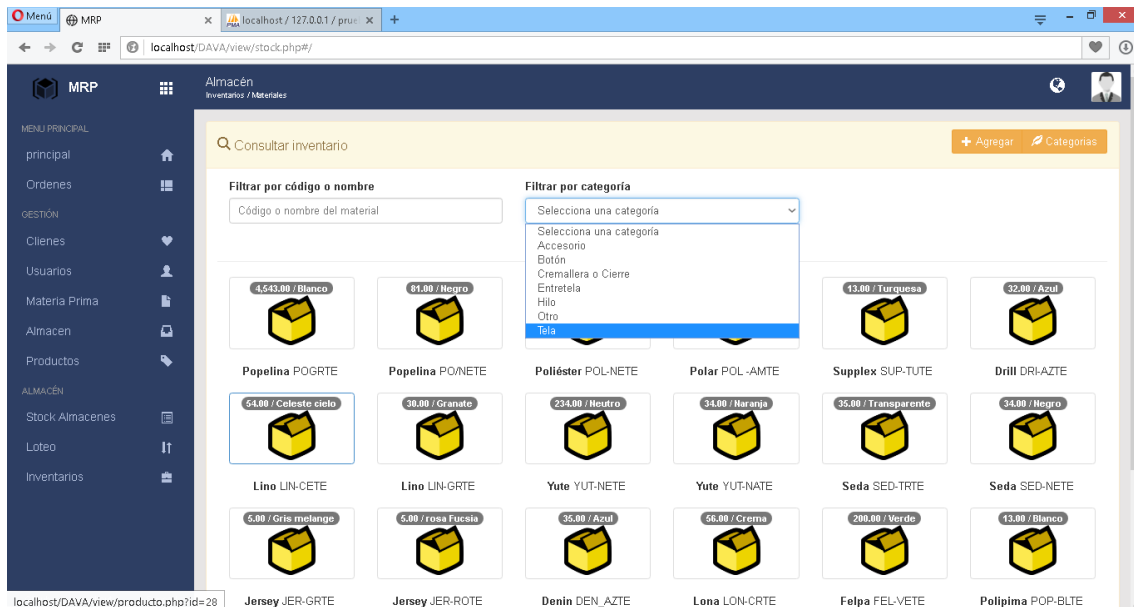 Menú
MRP
localhost / 127.0.0.1 / prue
localhost/DAVA/view/stock.php#/
MRP
Almacén
Inventarios / Materiales
MENU PRINCIPAL
principal
Ordenes
GESTIÓN
Clienes
Usuarios
Materia Prima
Almacen
Productos
ALMACÉN
Stock Almacenes
Loteo
Inventarios
Consultar inventario
Agregar
Categorias
Filtrar por código o nombre
Filtrar por categoría
Código o nombre del material
Selecciona una categoría
Selecciona una categoría
Accesorio
Botón
Cremallera o Cierre
Entretela
Hilo
Otro
Tela
4,543.00 / Blanco
81.00 / Negro
13.00 / Turquesa
32.00 / Azul
Popelina POGRTE
Popelina PO/NETE
Poliéster POL-NETE
Polar POL -AMTE
Supplex SUP-TUTE
Drill DRI-AZTE
54.00 / Celeste cielo
30.00 / Granate
234.00 / Neutro
34.00 / Naranja
35.00 / Transparente
34.00 / Negro
Lino LIN-CETE
Lino LIN-GRTE
Yute YUT-NETE
Yute YUT-NATE
Seda SED-TRTE
Seda SED-NETE
5.00 / Gris melange
5.00 / rosa Fucsia
35.00 / Azul
56.00 / Crema
200.00 / Verde
13.00 / Blanco
Jersey JER-GRTE
Jersey JER-ROTE
Denin DEN_AZTE
Lona LON-CRTE
Felpa FEL-VETE
Polipima POP-BLTE
localhost/DAVA/view/producto.php?id=28